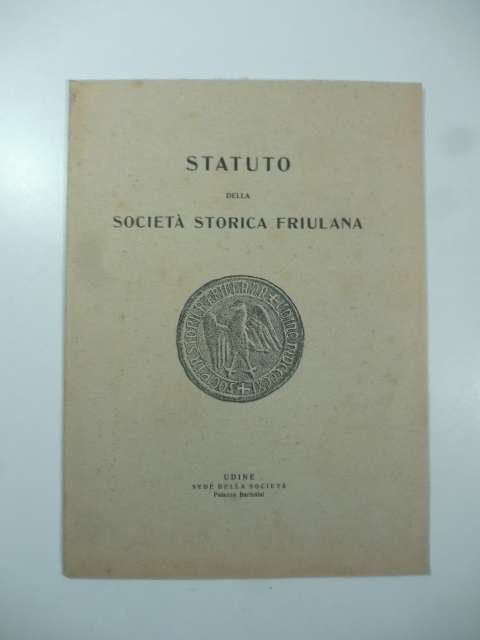 STATUTO
DELLA
SOCIETÀ STORICA FRIULANA
UDINE
SEDE DELLA SOCIETÀ
Palazzo Bartolini